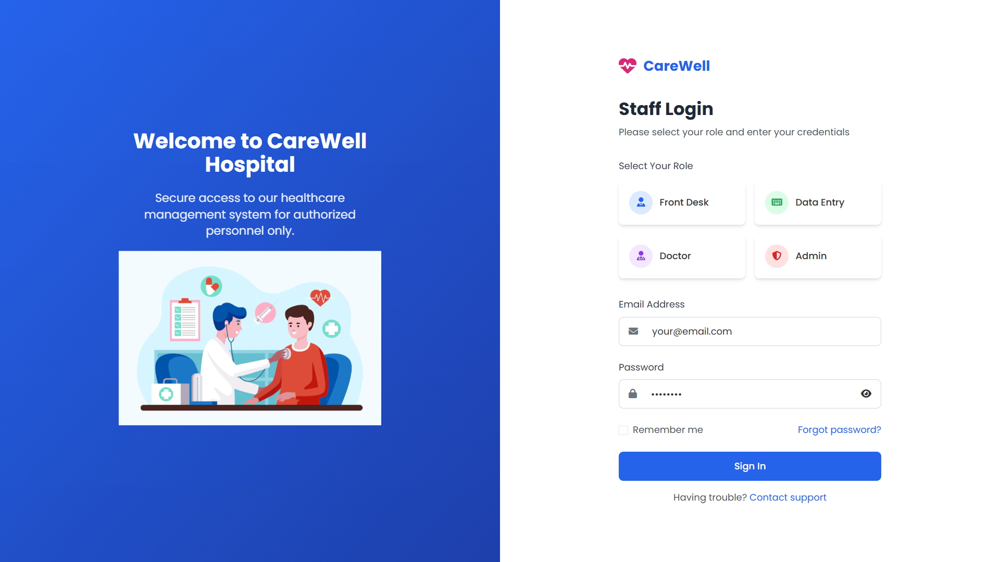 Welcome to CareWell
Hospital
Secure access to our healthcare
management system for authorized
personnel only.
CareWell
Staff Login
Please select your role and enter your credentials
Select Your Role
Front Desk
Data Entry
Doctor
Admin
Email Address
your@email.com
Password
••••••••
Remember me
Forgot password?
Sign In
Having trouble? Contact support